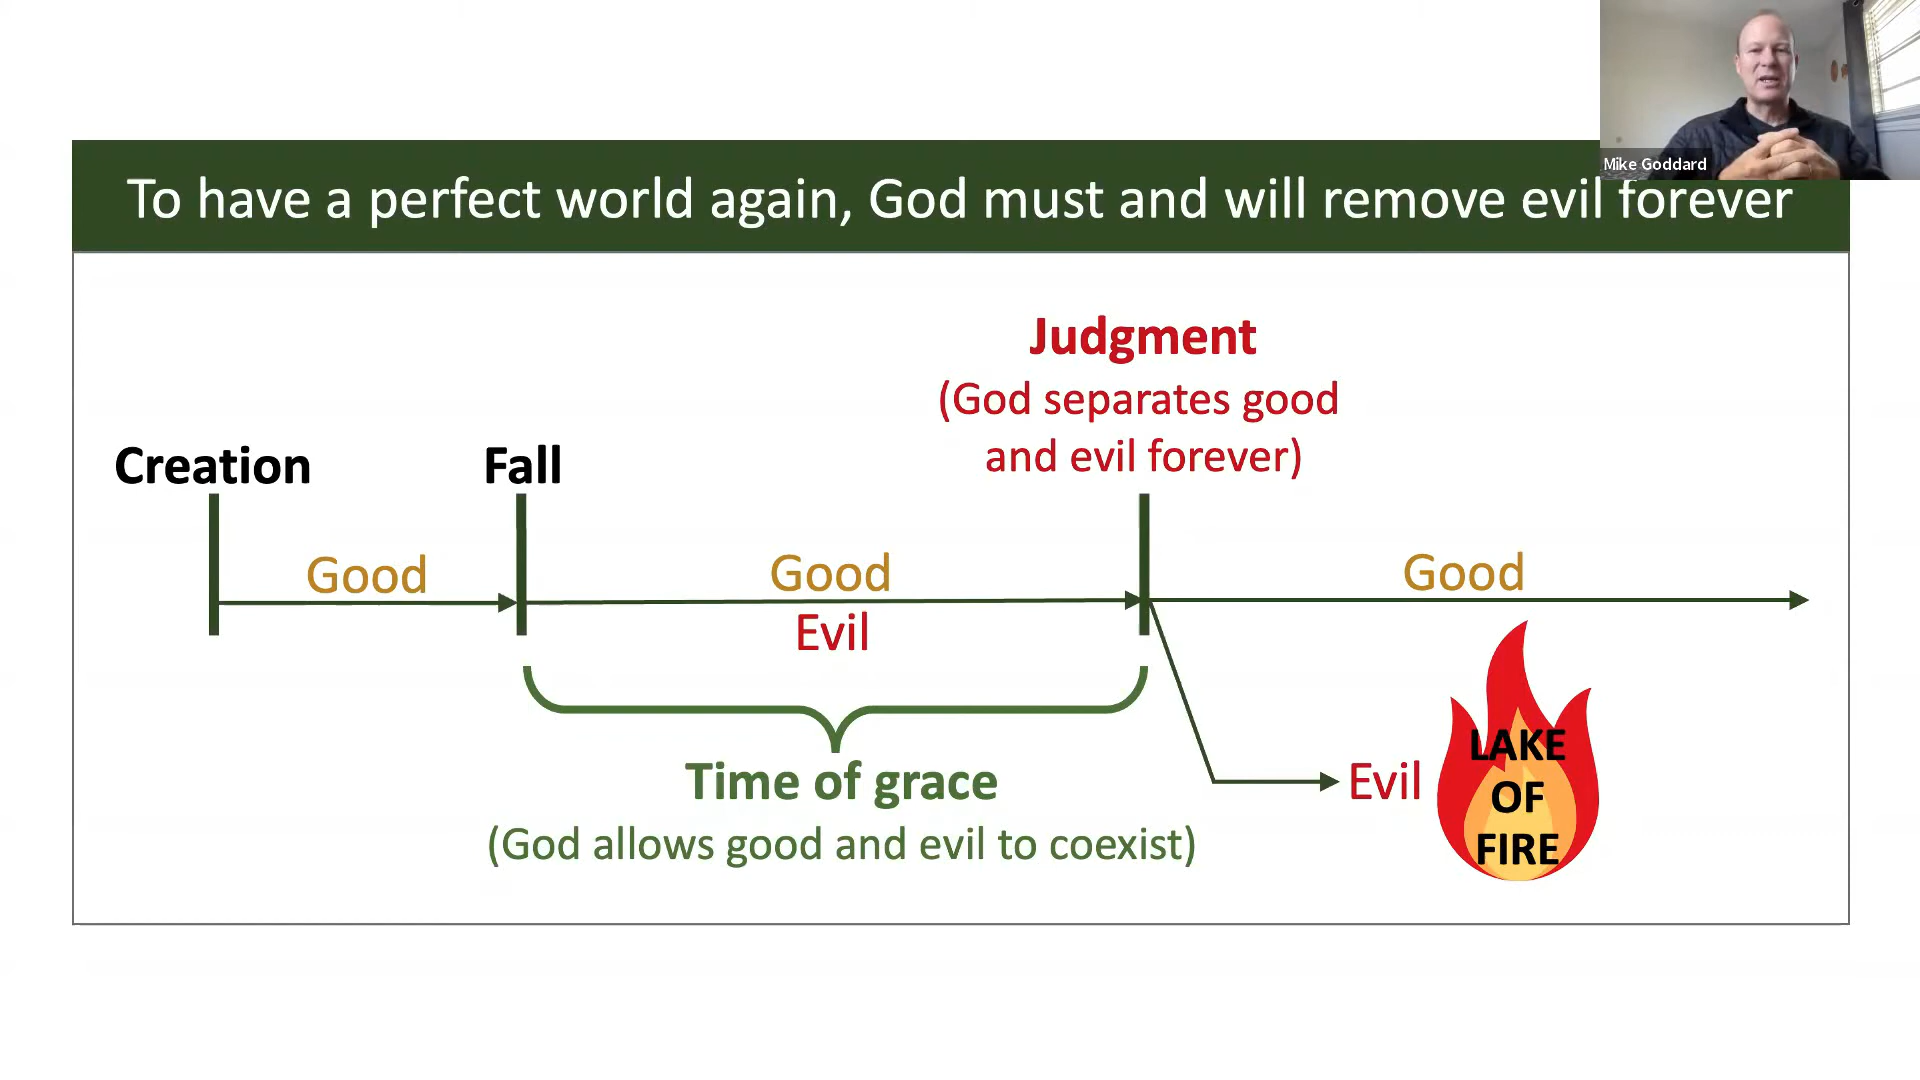 Mike Goddard
To have a perfect world again, God must and will remove evil forever
Judgment
(God separates good
and evil forever)
Creation
Fall
Good
Good
Good
Evil
Time of grace
(God allows good and evil to coexist)
Evil
LAKE
OF
FIRE